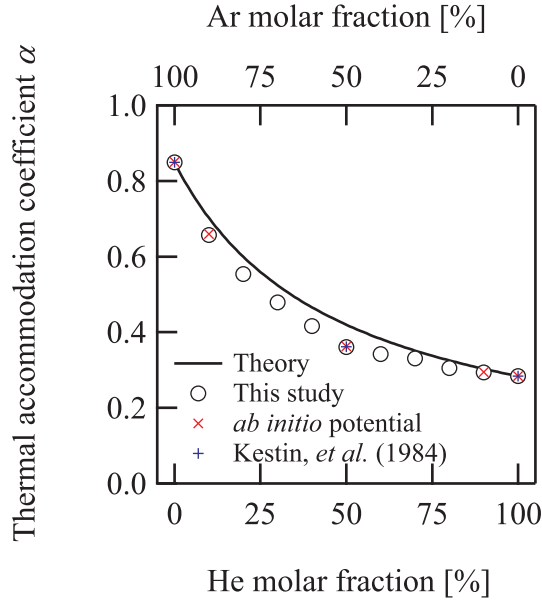 Ar molar fraction [%]
100 75 50 25 0
Thermal accommodation coefficient α
1.0
0.8
0.6
0.4
0.2
0.0
Theory
This study
ab initio potential
Kestin, et al. (1984)
0 25 50 75 100
He molar fraction [%]